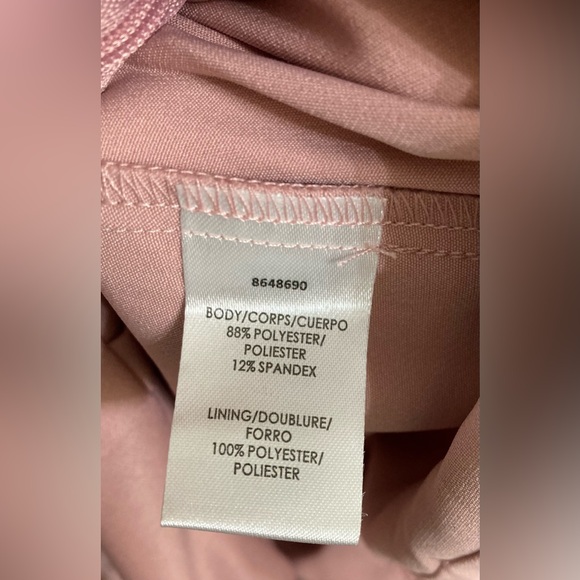 8648690
BODY/CORPS/CUERPO
88% POLYESTER/
POLIESTER
12% SPANDEX
LINING/DOUBLURE/
FORRO
100% POLYESTER/
POLIESTER